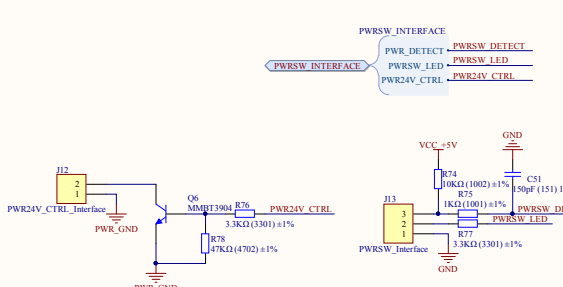 PWRSW_INTERFACE
PWR_DETECT
PWRSW_DETECT
PWRSW_INTERFACE
PWRSW_LED
PWRSW_LED
PWR24V_CTRL
PWR24V_CTRL
GND
VCC_+5V
J12
2
1
PWR24V_CTRL_Interface
PWR_GND
Q6
MMBT3904
R76
3.3KΩ (3301) ±1%
PWR24V_CTRL
R78
47KΩ (4702) ±1%
PWR_GND
R74
10KΩ (1002) ±1%
C51
150pF (151) 1
R75
1KΩ (1001) ±1%
J13
3
2
1
PWRSW_DE
PWRSW_LED
R77
3.3KΩ (3301) ±1%
PWRSW_Interface
GND